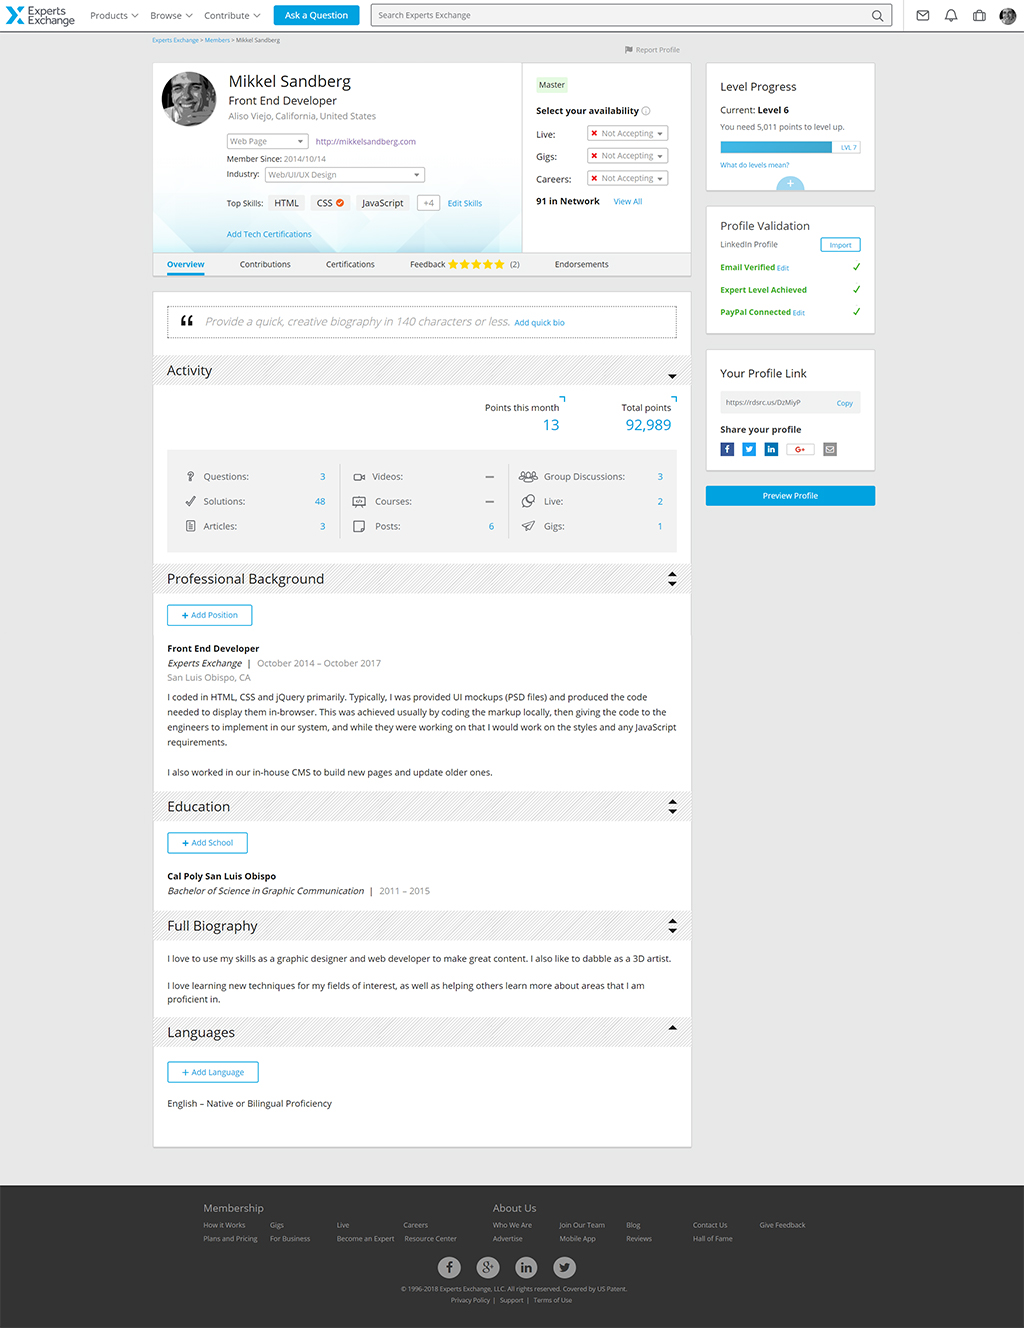 Experts Exchange
Products Browse Contribute Ask a Question Search Experts Exchange
Experts Exchange > Members > Mikkel Sandberg
Report Profile
Mikkel Sandberg
Front End Developer
Aliso Viejo, California, United States
Web Page http://mikkelsandberg.com
Member Since: 2014/10/14
Industry: Web/UI/UX Design
Top Skills: HTML CSS JavaScript +4 Edit Skills
Add Tech Certifications
Master
Select your availability
Live: Not Accepting
Gigs: Not Accepting
Careers: Not Accepting
91 in Network View All
Overview Contributions Certifications Feedback (2) Endorsements
Level Progress
Current: Level 6
You need 5,011 points to level up.
LVL 7
What do levels mean?
+
Profile Validation
LinkedIn Profile Import
Email Verified Edit
Expert Level Achieved
PayPal Connected Edit
Your Profile Link
https://rdsrc.us/DzMiyP Copy
Share your profile
G+
Preview Profile
“ Provide a quick, creative biography in 140 characters or less. Add quick bio
Activity
Points this month Total points
13 92,989
Questions: 3 Videos: — Group Discussions: 3
Solutions: 48 Courses: — Live: 2
Articles: 3 Posts: 6 Gigs: 1
Professional Background
+ Add Position
Front End Developer
Experts Exchange | October 2014 – October 2017
San Luis Obispo, CA
I coded in HTML, CSS and jQuery primarily. Typically, I was provided UI mockups (PSD files) and produced the code
needed to display them in-browser. This was achieved usually by coding the markup locally, then giving the code to the
engineers to implement in our system, and while they were working on that I would work on the styles and any JavaScript
requirements.
I also worked in our in-house CMS to build new pages and update older ones.
Education
+ Add School
Cal Poly San Luis Obispo
Bachelor of Science in Graphic Communication | 2011 – 2015
Full Biography
I love to use my skills as a graphic designer and web developer to make great content. I also like to dabble as a 3D artist.
I love learning new techniques for my fields of interest, as well as helping others learn more about areas that I am
proficient in.
Languages
+ Add Language
English – Native or Bilingual Proficiency
Membership About Us
How it Works Gigs Live Careers Who We Are Join Our Team Blog Contact Us Give Feedback
Plans and Pricing For Business Become an Expert Resource Center Advertise Mobile App Reviews Hall of Fame
© 1996-2018 Experts Exchange, LLC. All rights reserved. Covered by US Patent.
Privacy Policy | Support | Terms of Use